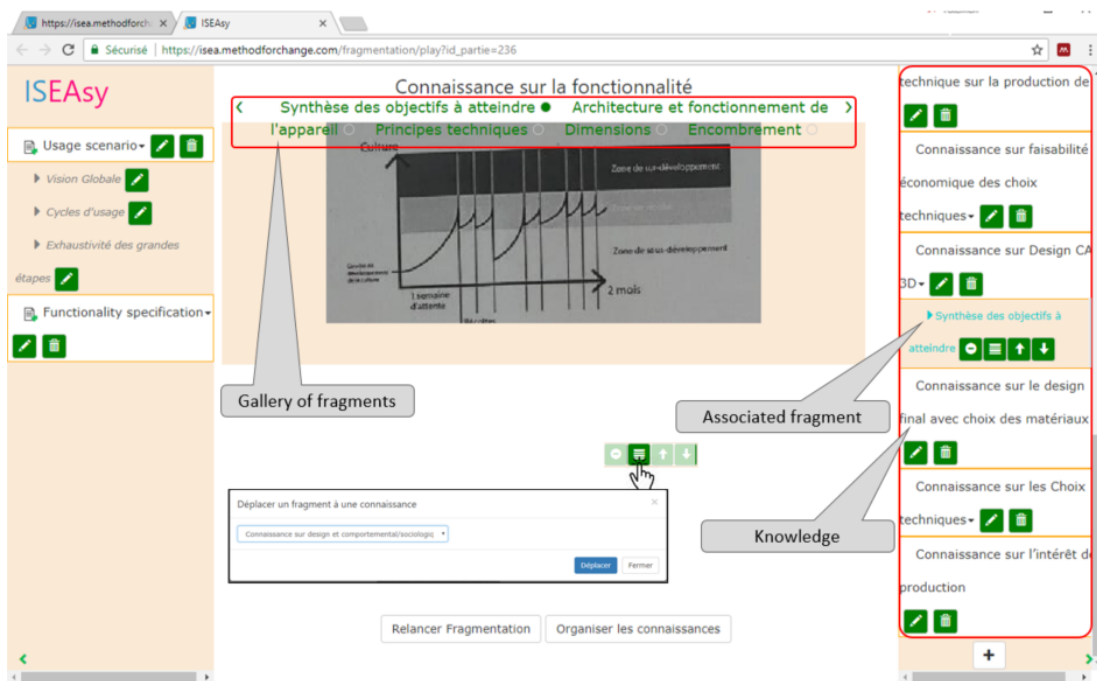 https://isea.methodforch
ISEAsy
Sécurisé | https://isea.methodforchange.com/fragmentation/play?id_partie=236
ISEAsy
Usage scenario
Vision Globale
Cycles d'usage
Exhaustivité des grandes
étapes
Functionality specification
Connaissance sur la fonctionnalité
Synthèse des objectifs à atteindre
Architecture et fonctionnement de
l'appareil
Principes techniques
Dimensions
Encombrement
Culture
Zone de sur-développement
Zone de sous-développement
1 semaine
d'attente
2 mois
Récoltes
Gallery of fragments
Déplacer un fragment à une connaissance
Connaissance sur design et comportemental/sociologiq
Déplacer
Fermer
Relancer Fragmentation
Organiser les connaissances
technique sur la production de
Connaissance sur faisabilité
économique des choix
techniques
Connaissance sur Design CA
3D
Synthèse des objectifs à
atteindre
Associated fragment
Connaissance sur le design
final avec choix des matériaux
Connaissance sur les Choix
techniques
Knowledge
Connaissance sur l'intérêt de
production